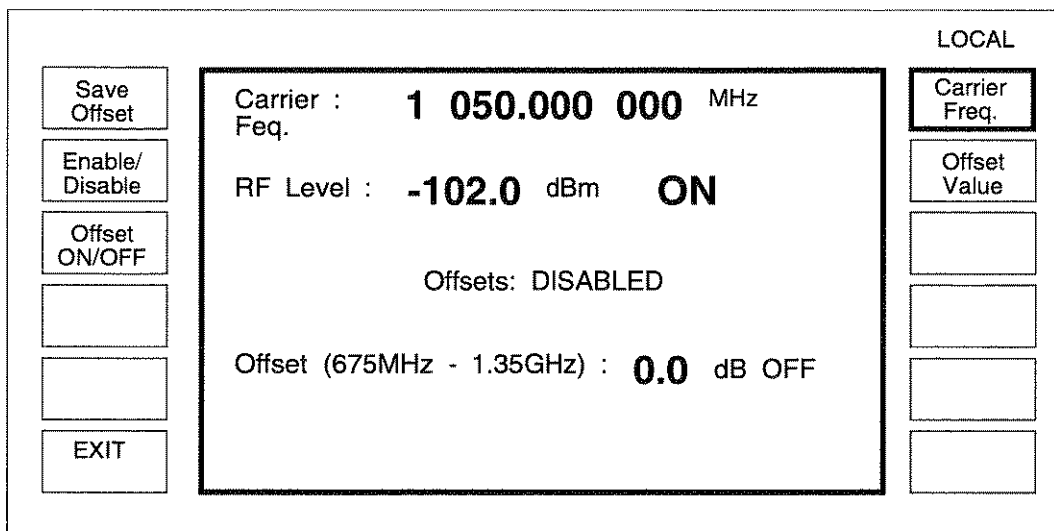 LOCAL
Save
Offset
Enable/
Disable
Offset
ON/OFF
EXIT
Carrier : 1 050.000 000 MHz
Feq.
RF Level : -102.0 dBm ON
Offsets: DISABLED
Offset (675MHz - 1.35GHz) : 0.0 dB OFF
Carrier
Freq.
Offset
Value